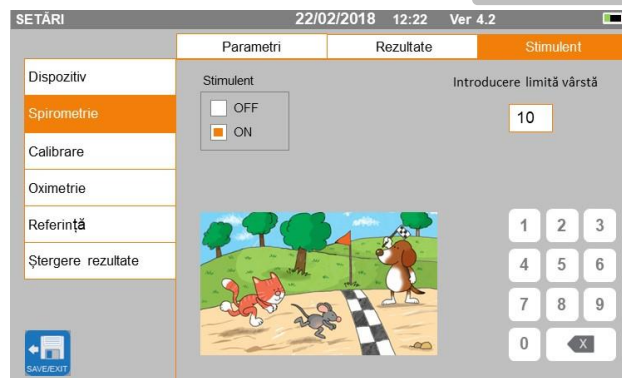 SETĂRI 22/02/2018 12:22 Ver 4.2
Parametri Rezultate Stimulent
Dispozitiv
Spirometrie
Calibrare
Oximetrie
Referință
Ștergere rezultate
Stimulent
OFF
ON
Introducere limită vârstă
10
1 2 3
4 5 6
7 8 9
0 X
SAVE/EXIT